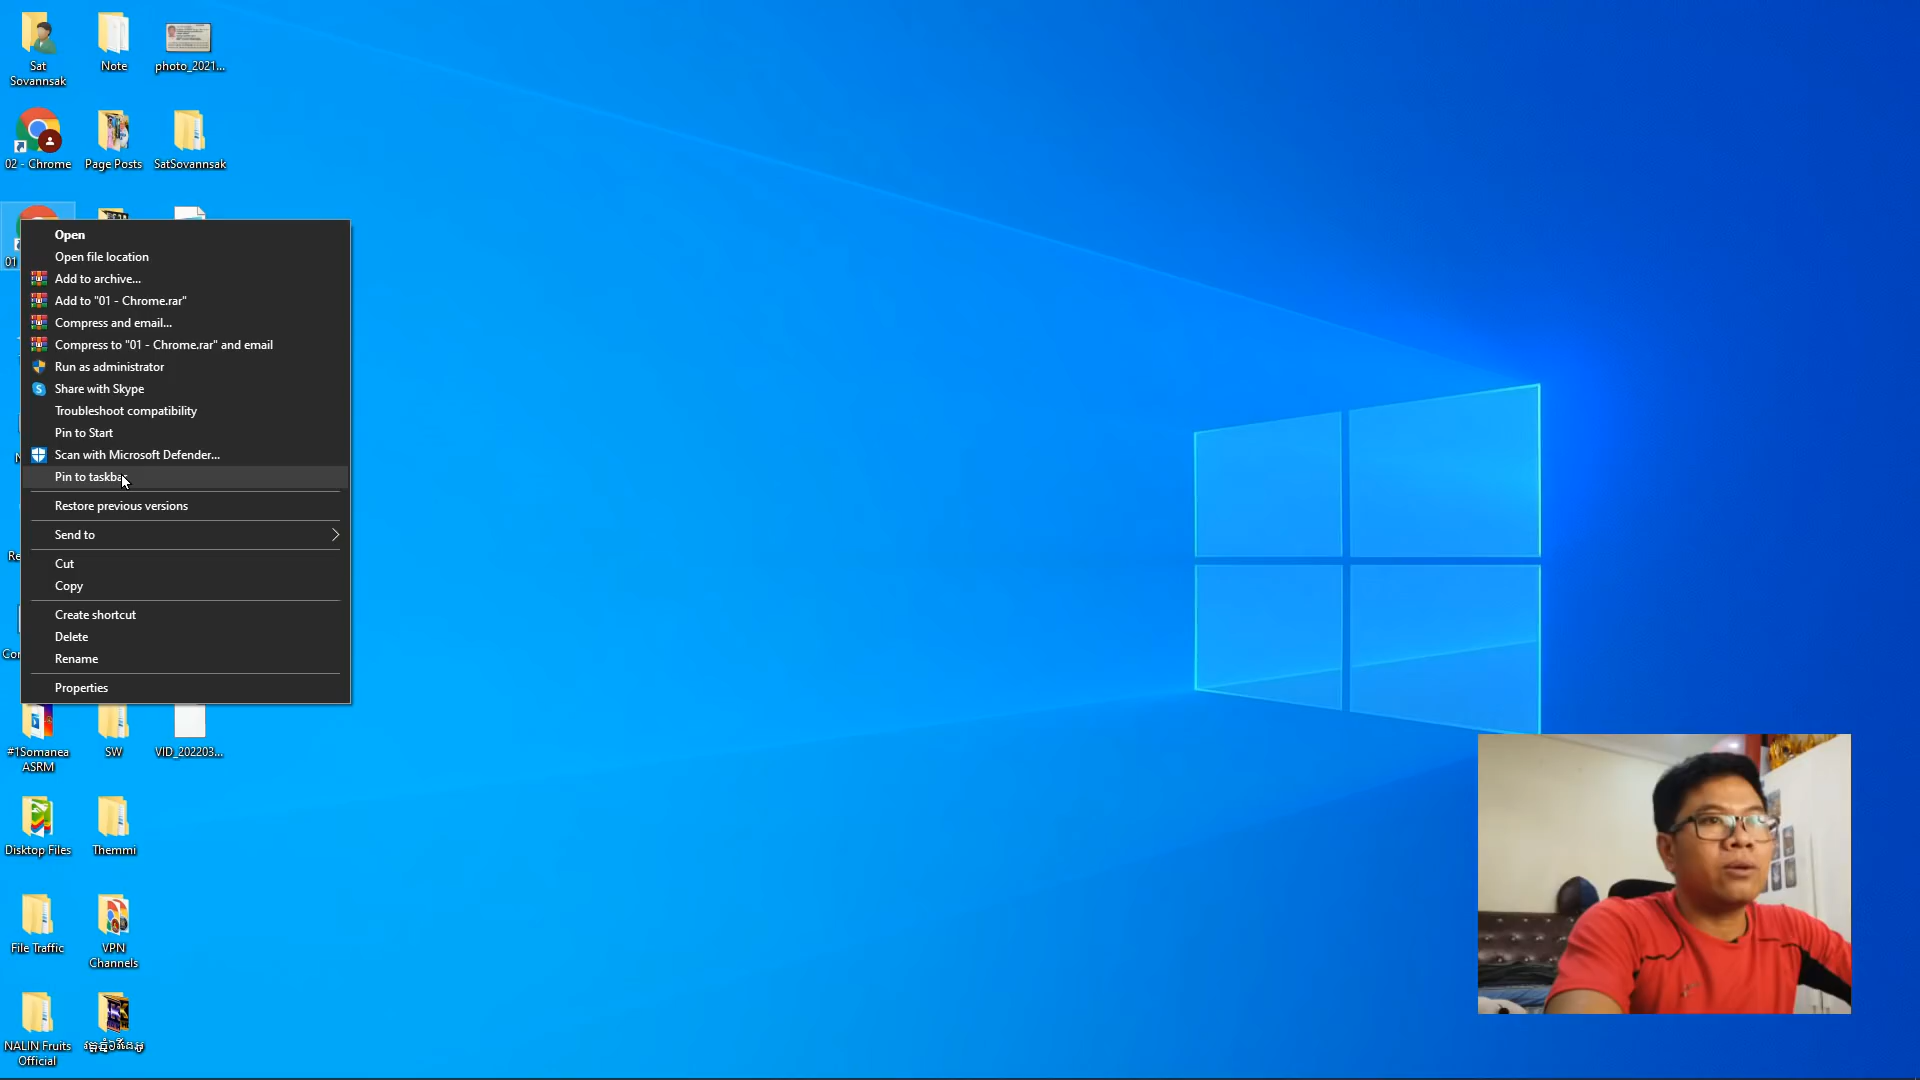 Sat
Sovannsak
Note
photo_2021...
02 - Chrome
Page Posts
SatSovannsak
01
Open
Open file location
Add to archive...
Add to "01 - Chrome.rar"
Compress and email...
Compress to "01 - Chrome.rar" and email
Run as administrator
Share with Skype
Troubleshoot compatibility
Pin to Start
Scan with Microsoft Defender...
Pin to taskbar
Restore previous versions
Send to
Cut
Copy
Create shortcut
Delete
Rename
Properties
#1Somanea
ASRM
SW
VID_202203...
Disktop Files
Themmi
File Traffic
VPN
Channels
NALIN Fruits
Official